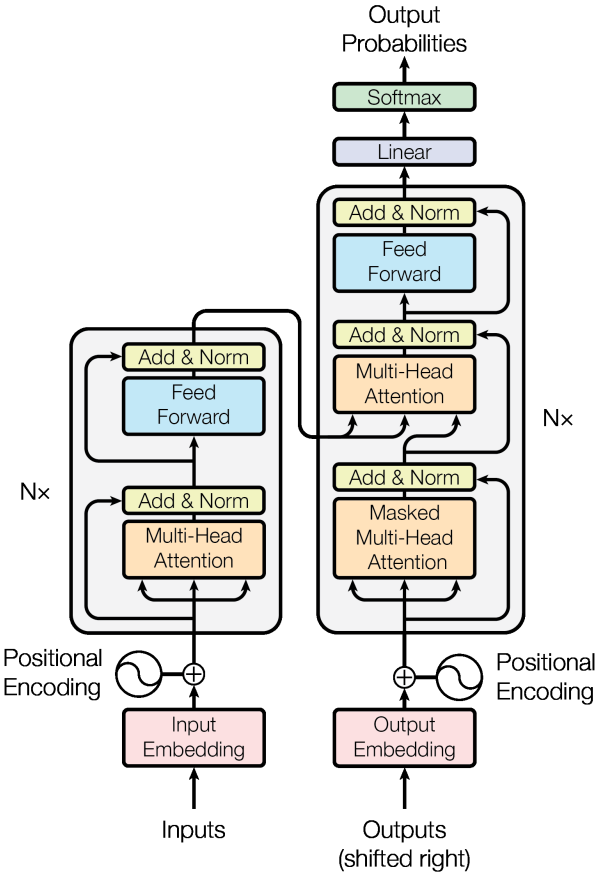 Output
Probabilities
Softmax
Linear
Add & Norm
Feed
Forward
Add & Norm
Multi-Head
Attention
Add & Norm
Masked
Multi-Head
Attention
Nx
Add & Norm
Feed
Forward
Add & Norm
Multi-Head
Attention
Nx
Positional
Encoding
Positional
Encoding
Input
Embedding
Output
Embedding
Inputs
Outputs
(shifted right)